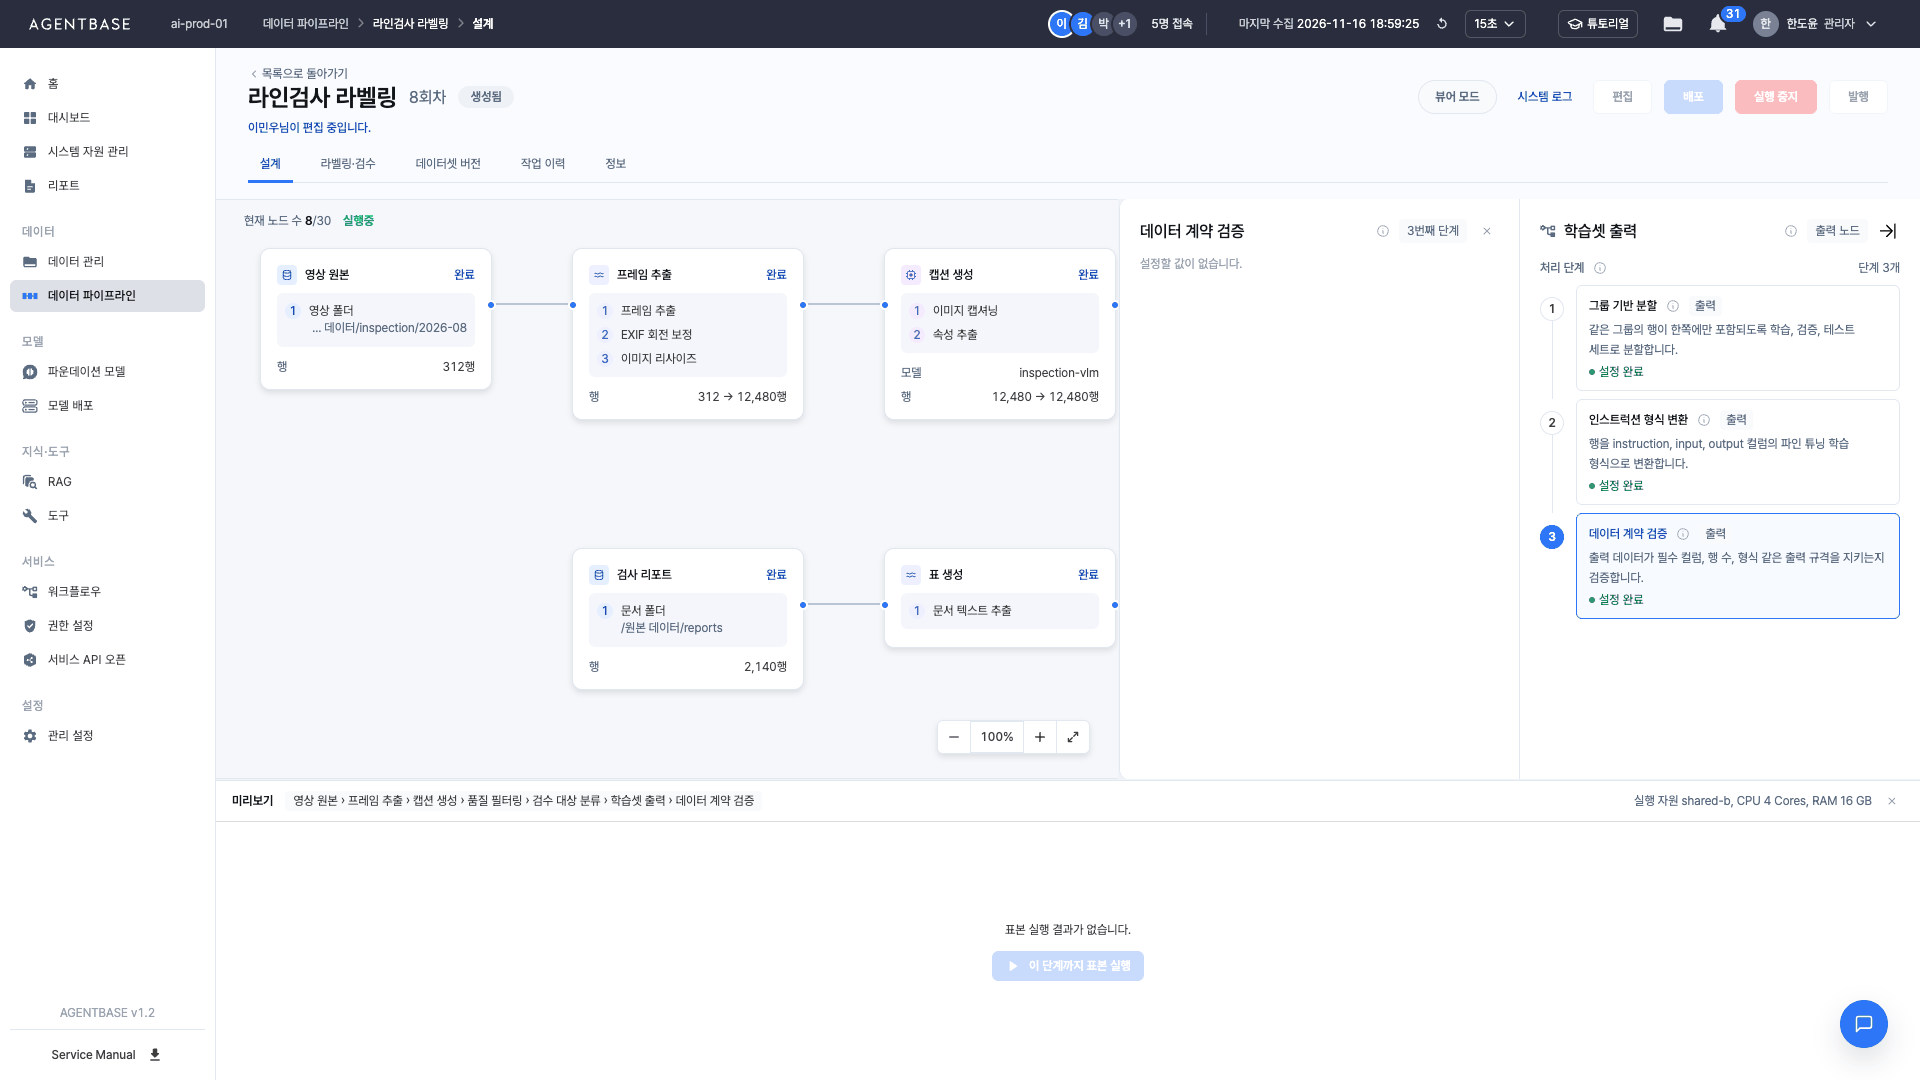 AGENTBASE
ai-prod-01
데이터 파이프라인 > 라인검사 라벨링 > 설계
이 김 박 +1 5명 접속
마지막 수집 2026-11-16 18:59:25
15초
튜토리얼
31
한 한도윤 관리자
홈
대시보드
시스템 자원 관리
리포트
데이터
데이터 관리
데이터 파이프라인
모델
파운데이션 모델
모델 배포
지식·도구
RAG
도구
서비스
워크플로우
권한 설정
서비스 API 오픈
설정
관리 설정
AGENTBASE v1.2
Service Manual
목록으로 돌아가기
라인검사 라벨링 8회차 생성됨
이민우님이 편집 중입니다.
뷰어 모드
시스템 로그
편집
배포
실행 중지
발행
설계
라벨링·검수
데이터셋 버전
작업 이력
정보
현재 노드 수 8/30 실행중
영상 원본 완료
1 영상 폴더
... 데이터/inspection/2026-08
행 312행
프레임 추출 완료
1 프레임 추출
2 EXIF 회전 보정
3 이미지 리사이즈
행 312 → 12,480행
캡션 생성 완료
1 이미지 캡셔닝
2 속성 추출
모델 inspection-vlm
행 12,480 → 12,480행
검사 리포트 완료
1 문서 폴더
/원본 데이터/reports
행 2,140행
표 생성 완료
1 문서 텍스트 추출
100%
데이터 계약 검증
3번째 단계
설정할 값이 없습니다.
학습셋 출력
출력 노드
처리 단계
단계 3개
1 그룹 기반 분할 출력
같은 그룹의 행이 한쪽에만 포함되도록 학습, 검증, 테스트
세트로 분할합니다.
설정 완료
2 인스트럭션 형식 변환 출력
행을 instruction, input, output 컬럼의 파인 튜닝 학습
형식으로 변환합니다.
설정 완료
3 데이터 계약 검증 출력
출력 데이터가 필수 컬럼, 행 수, 형식 같은 출력 규격을 지키는지
검증합니다.
설정 완료
미리보기
영상 원본 › 프레임 추출 › 캡션 생성 › 품질 필터링 › 검수 대상 분류 › 학습셋 출력 › 데이터 계약 검증
실행 자원 shared-b, CPU 4 Cores, RAM 16 GB
표본 실행 결과가 없습니다.
이 단계까지 표본 실행